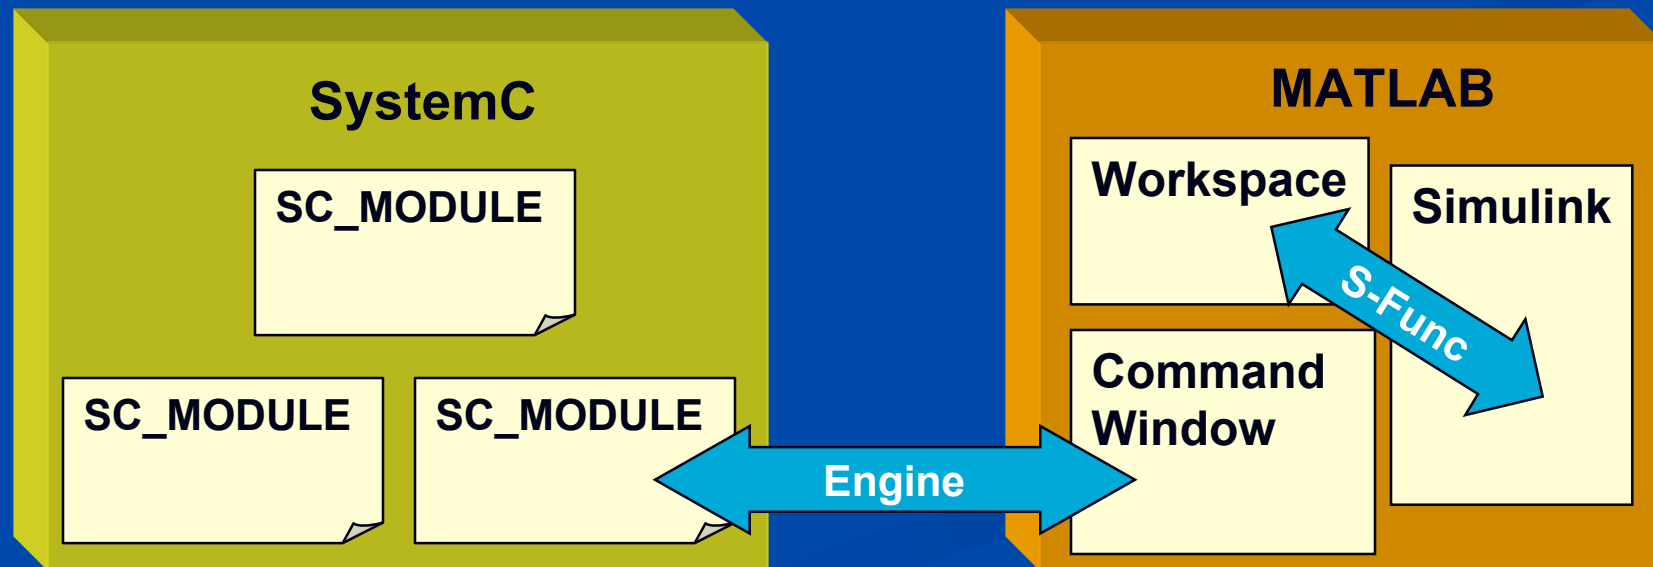 SystemC
SC_MODULE
SC_MODULE
SC_MODULE
Engine
MATLAB
Workspace
Simulink
S-Func
Command
Window